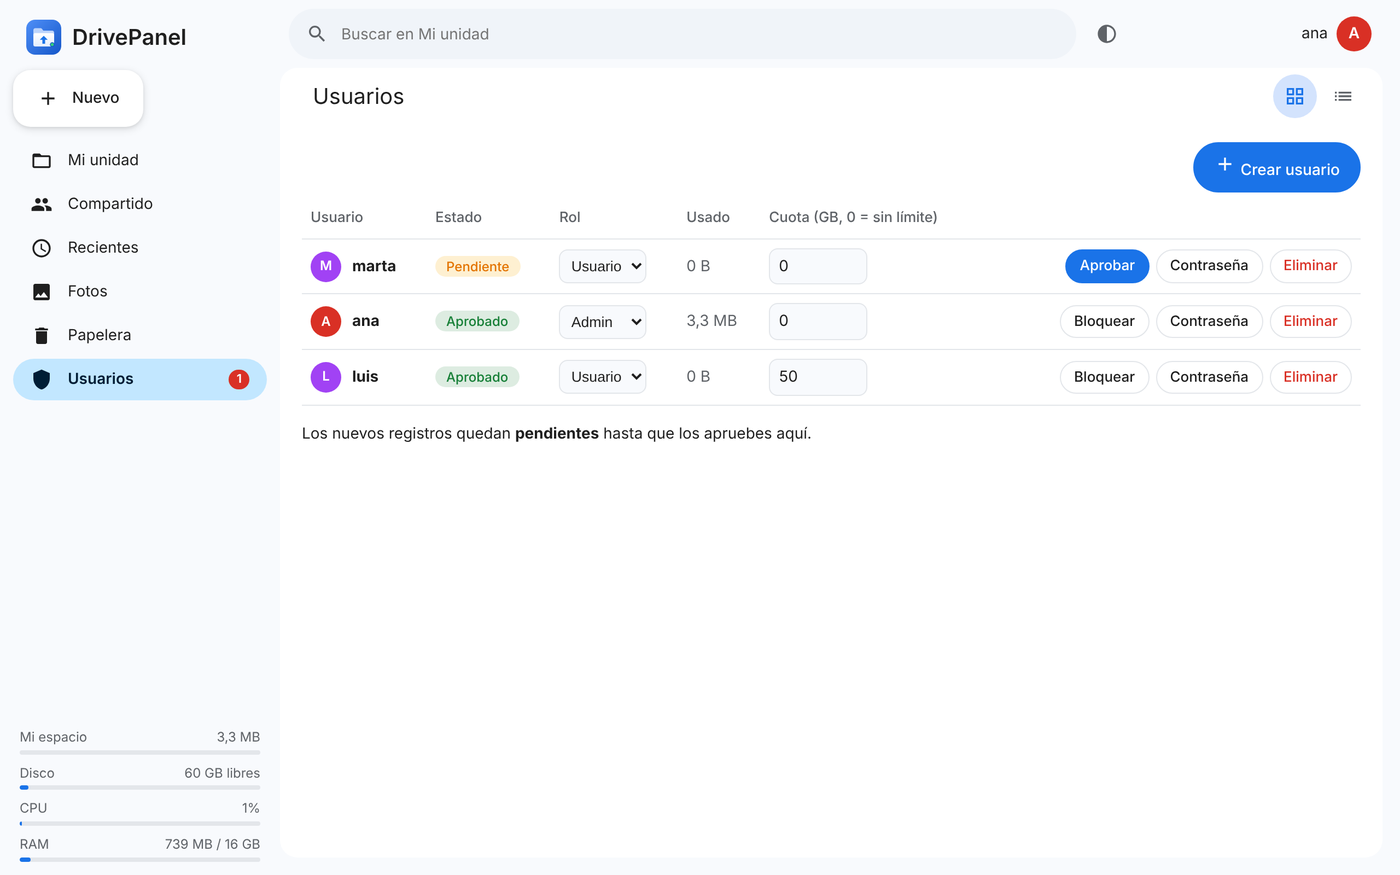 DrivePanel
Buscar en Mi unidad
ana A
Nuevo
Mi unidad
Compartido
Recientes
Fotos
Papelera
Usuarios 1
Mi espacio 3,3 MB
Disco 60 GB libres
CPU 1%
RAM 739 MB / 16 GB
Usuarios
Crear usuario
Usuario Estado Rol Usado Cuota (GB, 0 = sin límite)
M marta Pendiente Usuario 0 B 0 Aprobar Contraseña Eliminar
A ana Aprobado Admin 3,3 MB 0 Bloquear Contraseña Eliminar
L luis Aprobado Usuario 0 B 50 Bloquear Contraseña Eliminar
Los nuevos registros quedan pendientes hasta que los apruebes aquí.